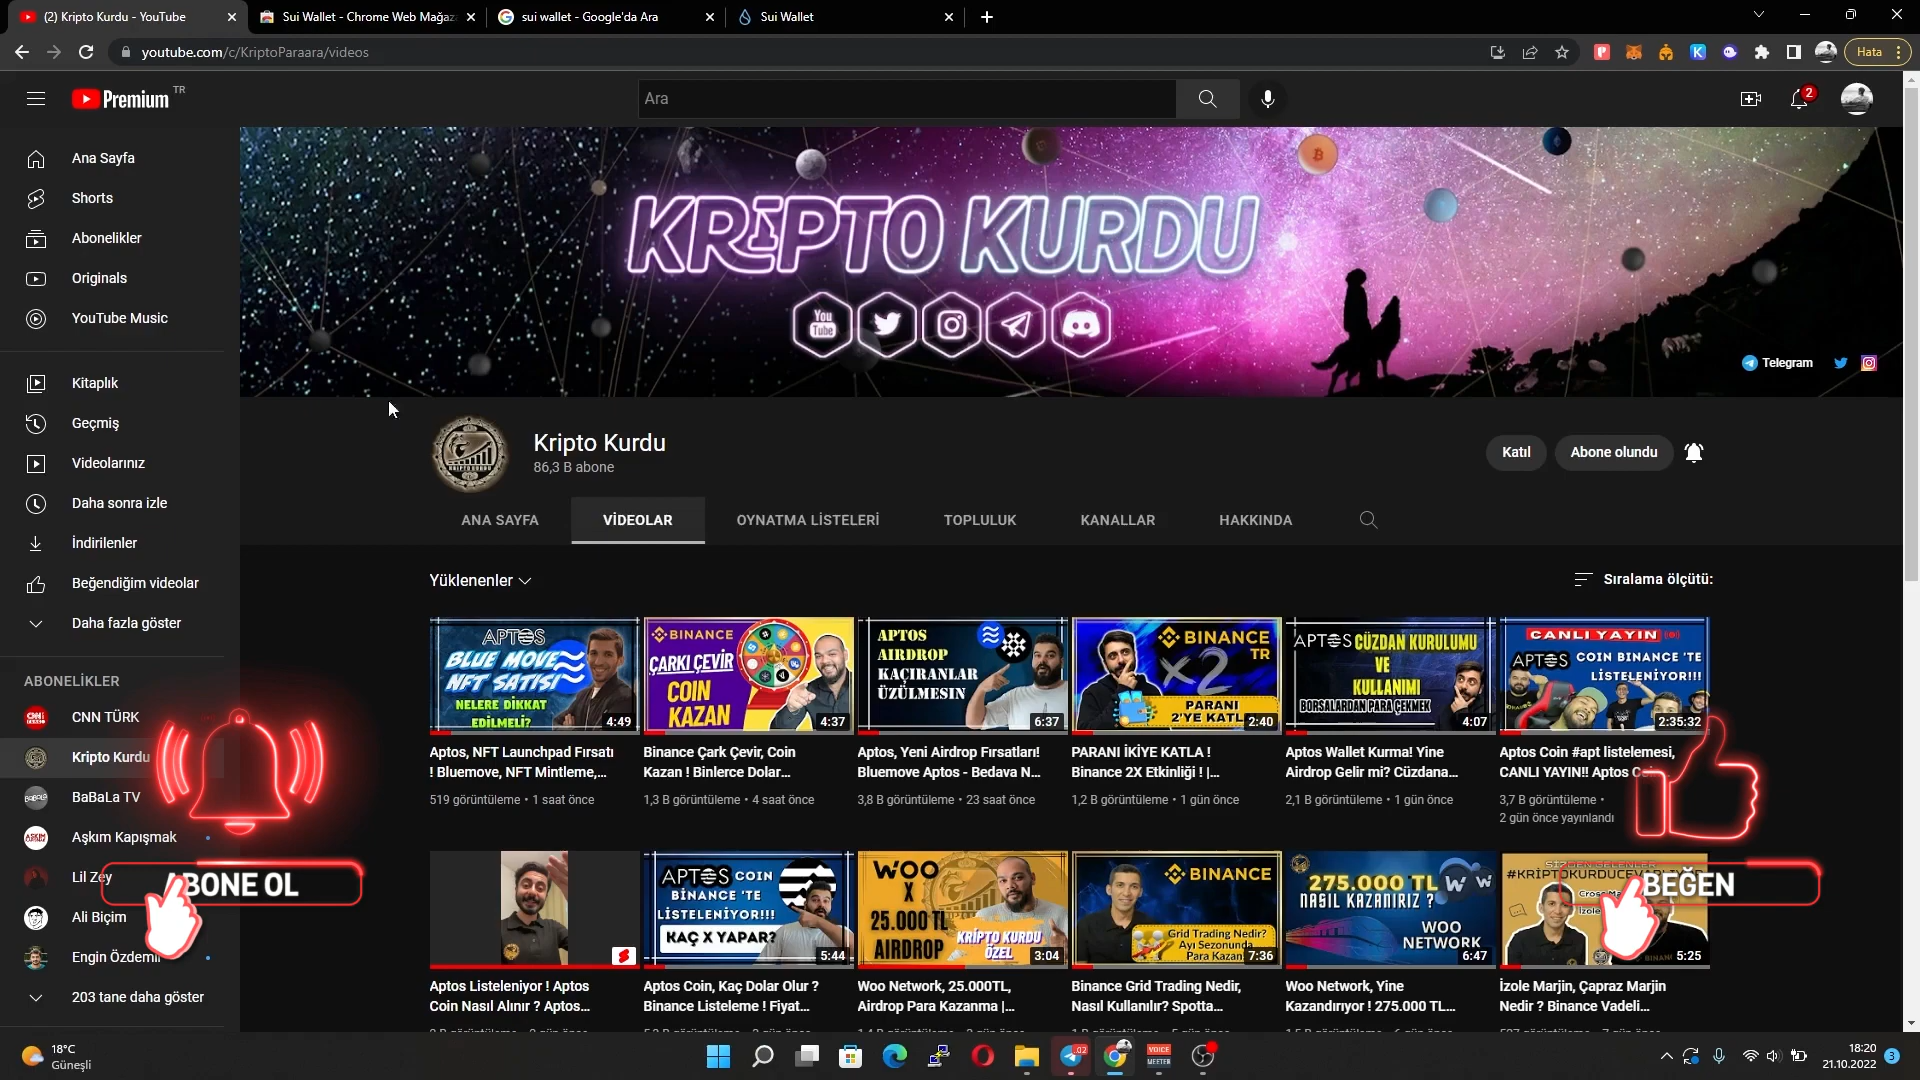 (2) Kripto Kurdu - YouTube
Sui Wallet - Chrome Web Mağaz
sui wallet - Google'da Ara
Sui Wallet
youtube.com/c/KriptoParaara/videos
Hata
Premium TR
Ara
2
Ana Sayfa
Shorts
Abonelikler
Originals
YouTube Music
Kitaplık
Geçmiş
Videolarınız
Daha sonra izle
İndirilenler
Beğendiğim videolar
Daha fazla göster
ABONELİKLER
CNN TÜRK
Kripto Kurdu
BaBaLa TV
Aşkım Kapışmak
Lil Zey
Ali Biçim
Engin Özdemir
203 tane daha göster
ABONE OL
KRİPTO KURDU
You Tube
Telegram
Kripto Kurdu
86,3 B abone
Katıl
Abone olundu
ANA SAYFA
VİDEOLAR
OYNATMA LİSTELERİ
TOPLULUK
KANALLAR
HAKKINDA
Yüklenenler
Sıralama ölçütü:
APTOS
BLUE MOVE
NFT SATIŞI
NELERE DİKKAT
EDİLMELİ?
4:49
Aptos, NFT Launchpad Fırsatı
! Bluemove, NFT Mintleme,...
519 görüntüleme • 1 saat önce
BINANCE
ÇARKI ÇEVİR
COIN
KAZAN
4:37
Binance Çark Çevir, Coin
Kazan ! Binlerce Dolar...
1,3 B görüntüleme • 4 saat önce
APTOS
AIRDROP
KAÇIRANLAR
ÜZÜLMESIN
6:37
Aptos, Yeni Airdrop Fırsatları!
Bluemove Aptos - Bedava N...
3,8 B görüntüleme • 23 saat önce
BINANCE
TR
x2
PARANI
2'YE KATL
2:40
PARANI İKİYE KATLA !
Binance 2X Etkinliği ! |...
1,2 B görüntüleme • 1 gün önce
APTOS CÜZDAN KURULUMU
VE
KULLANIMI
BORSALARDAN PARA ÇEKMEK
4:07
Aptos Wallet Kurma! Yine
Airdrop Gelir mi? Cüzdana...
2,1 B görüntüleme • 1 gün önce
CANLI YAYIN
APTOS COIN BINANCE 'TE
LİSTELENİYOR!!!
2:35:32
Aptos Coin #apt listelemesi,
CANLI YAYIN!! Aptos
3,7 B görüntüleme •
2 gün önce yayınlandı
Aptos Listeleniyor ! Aptos
Coin Nasıl Alınır ? Aptos...
APTOS COIN
BINANCE 'TE
LİSTELENİYOR!!!
KAÇ X YAPAR?
5:44
Aptos Coin, Kaç Dolar Olur ?
Binance Listeleme ! Fiyat...
WOO
X
25.000 TL
AIRDROP
KRİPTO KURDU
ÖZEL
3:04
Woo Network, 25.000TL,
Airdrop Para Kazanma |...
BINANCE
Grid Trading Nedir?
Ayı Sezonunda
Para Kazan
7:36
Binance Grid Trading Nedir,
Nasıl Kullanılır? Spotta...
275.000 TL
NASIL KAZANIRIZ ?
WOO
NETWORK
6:47
Woo Network, Yine
Kazandırıyor ! 275.000 TL...
SİZDEN GELENLER
#KRIPTOKURDUCEVAPLIYOR
5:25
İzole Marjin, Çapraz Marjin
Nedir ? Binance Vadeli...
BEĞEN
18°C
Güneşli
VOICE
MEETER
18:20
21.10.2022
3